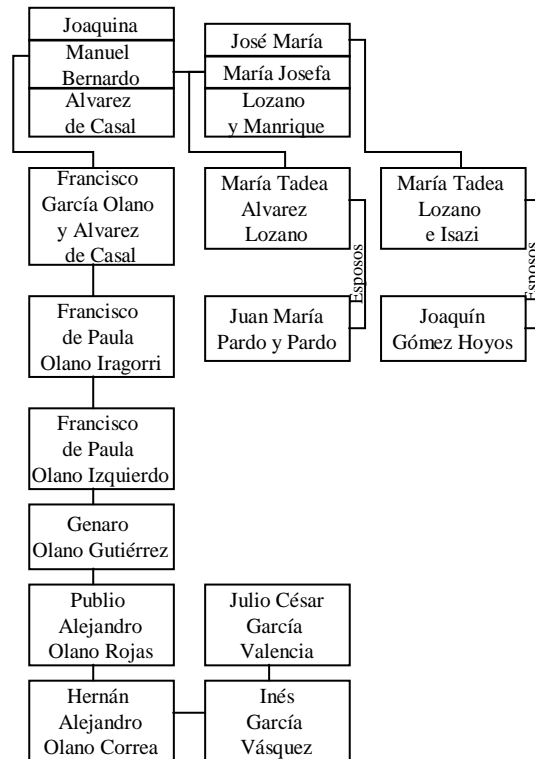 Joaquina
Manuel
Bernardo
Alvarez
de Casal
José María
María Josefa
Lozano
y Manrique
Francisco
García Olano
y Alvarez
de Casal
María Tadea
Alvarez
Lozano
María Tadea
Lozano
e Isazi
Esposos
Esposos
Francisco
de Paula
Olano Iragorri
Juan María
Pardo y Pardo
Joaquín
Gómez Hoyos
Francisco
de Paula
Olano Izquierdo
Genaro
Olano Gutiérrez
Publio
Alejandro
Olano Rojas
Julio César
García
Valencia
Hernán
Alejandro
Olano Correa
Inés
García
Vásquez